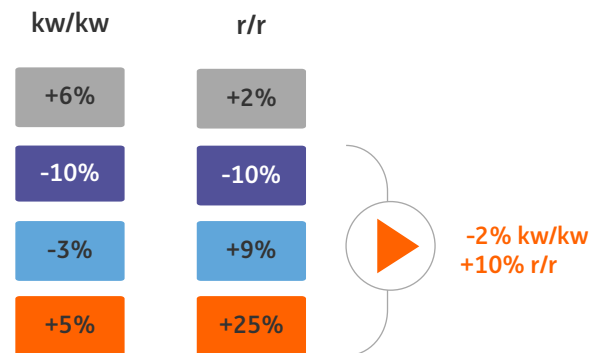 kw/kw r/r
+6% +2%
-10% -10%
-3% +9%
+5% +25%
-2% kw/kw
+10% r/r